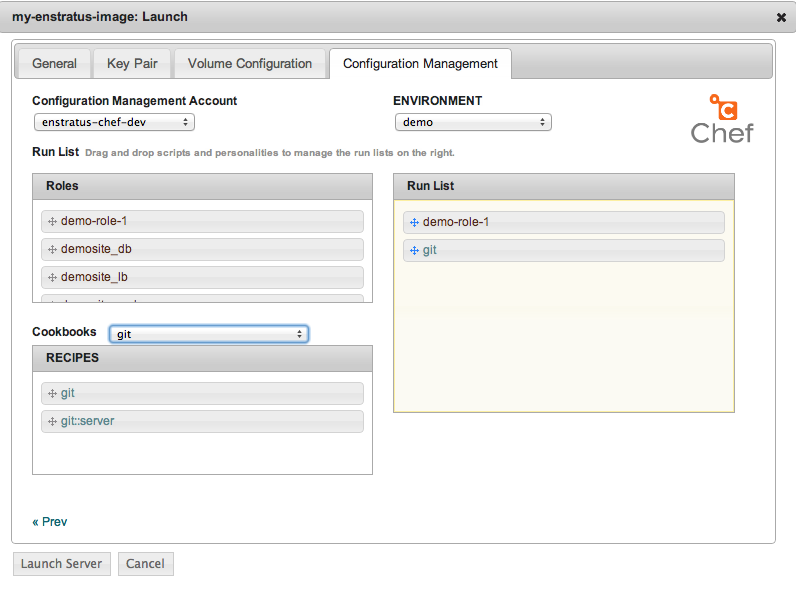 my-enstratus-image: Launch
General
Key Pair
Volume Configuration
Configuration Management
Configuration Management Account
ENVIRONMENT
enstratus-chef-dev
demo
Chef
Run List Drag and drop scripts and personalities to manage the run lists on the right.
Roles
demo-role-1
demosite_db
demosite_lb
Run List
demo-role-1
git
Cookbooks
git
RECIPES
git
git::server
« Prev
Launch Server
Cancel